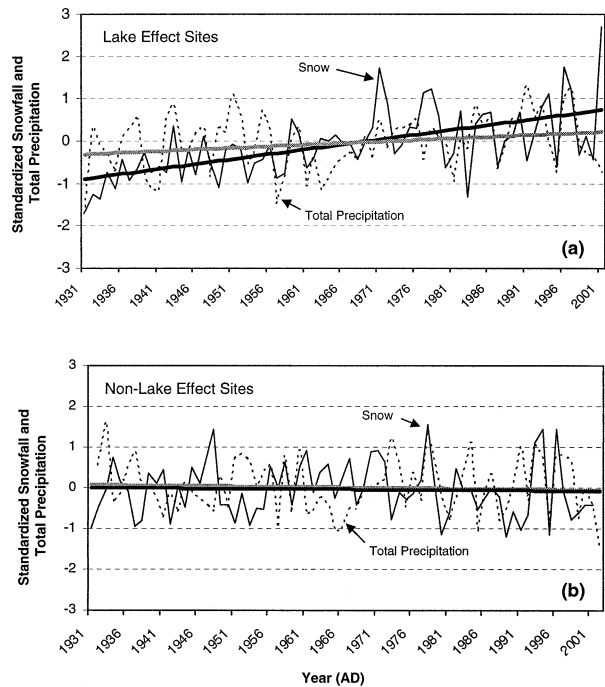 3
Lake Effect Sites
Snow
2
1
0
-1
-2
-3
Standardized Snowfall and
Total Precipitation
Total Precipitation
(a)
1931 1936 1941 1946 1951 1956 1961 1966 1971 1976 1981 1986 1991 1996 2001
3
Non-Lake Effect Sites
Snow
2
1
0
-1
-2
-3
Standardized Snowfall and
Total Precipitation
Total Precipitation
(b)
1931 1936 1941 1946 1951 1956 1961 1966 1971 1976 1981 1986 1991 1996 2001
Year (AD)